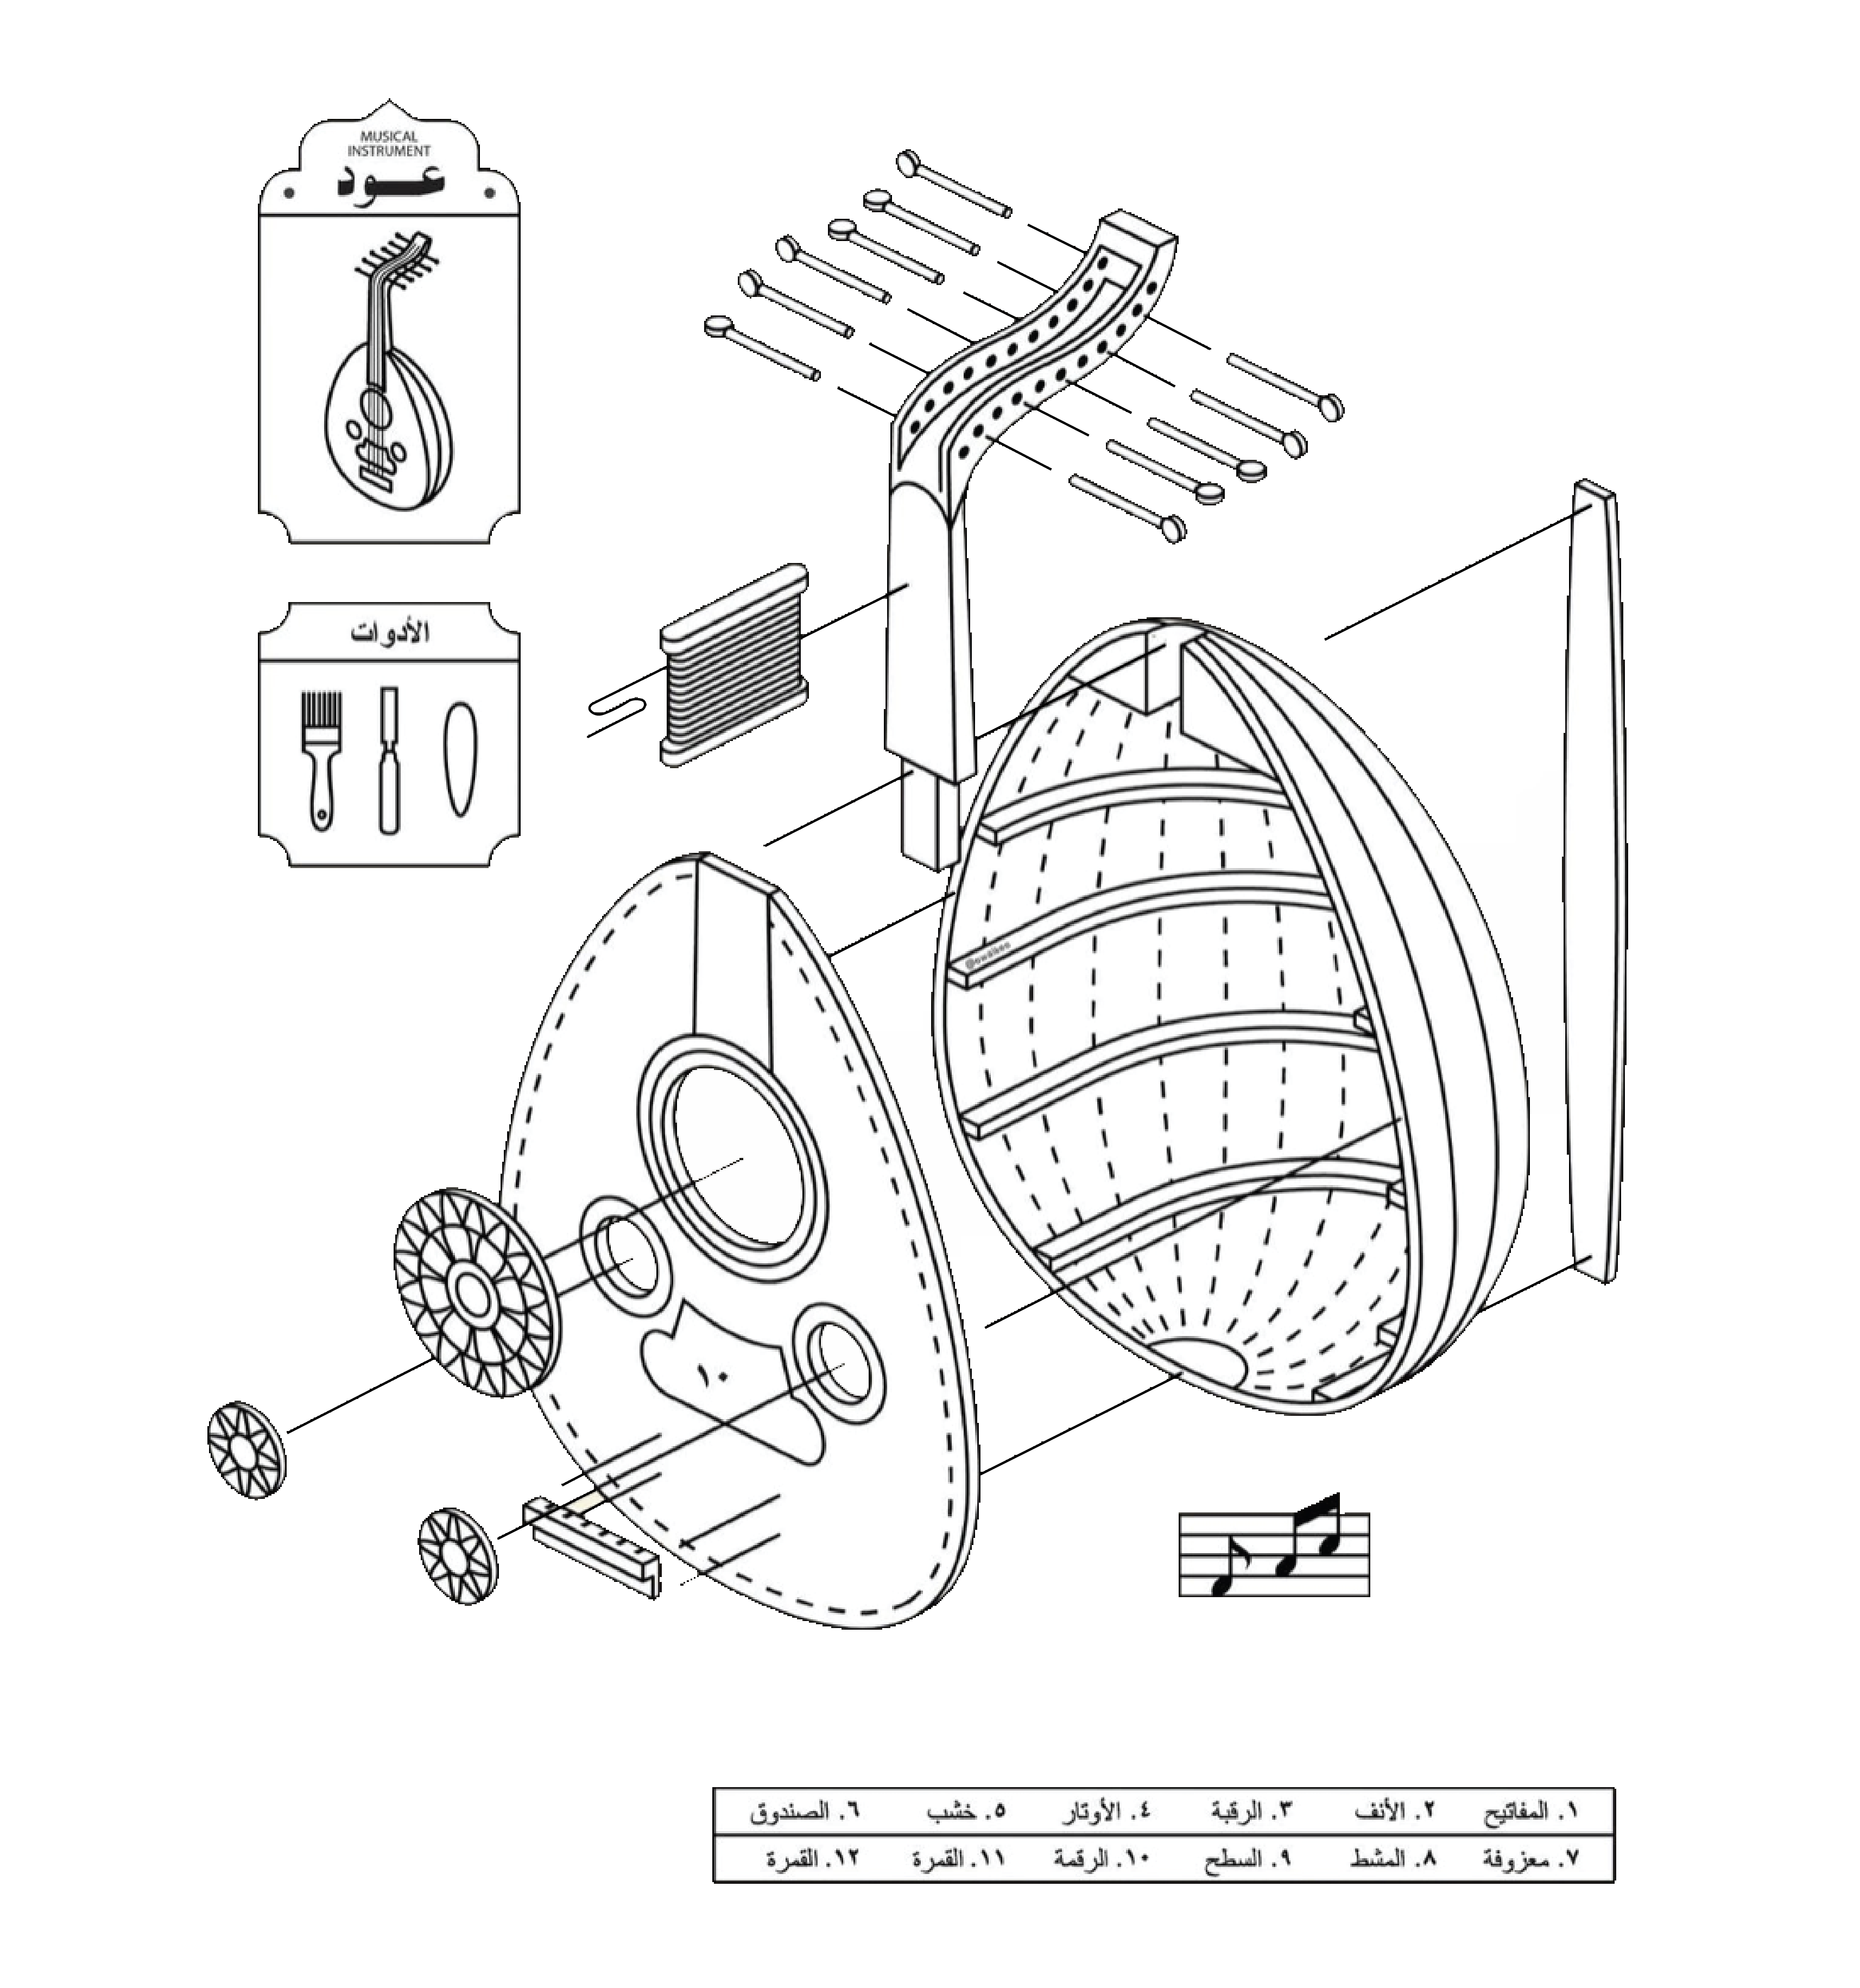 MUSICAL
INSTRUMENT
عود
الأدوات
١٠
١. المفاتيح ٢. الأنف ٣. الرقبة ٤. الأوتار ٥. خشب ٦. الصندوق
٧. معزوفة ٨. المشط ٩. السطح ١٠. الرقمة ١١. القمرة ١٢. القمرة